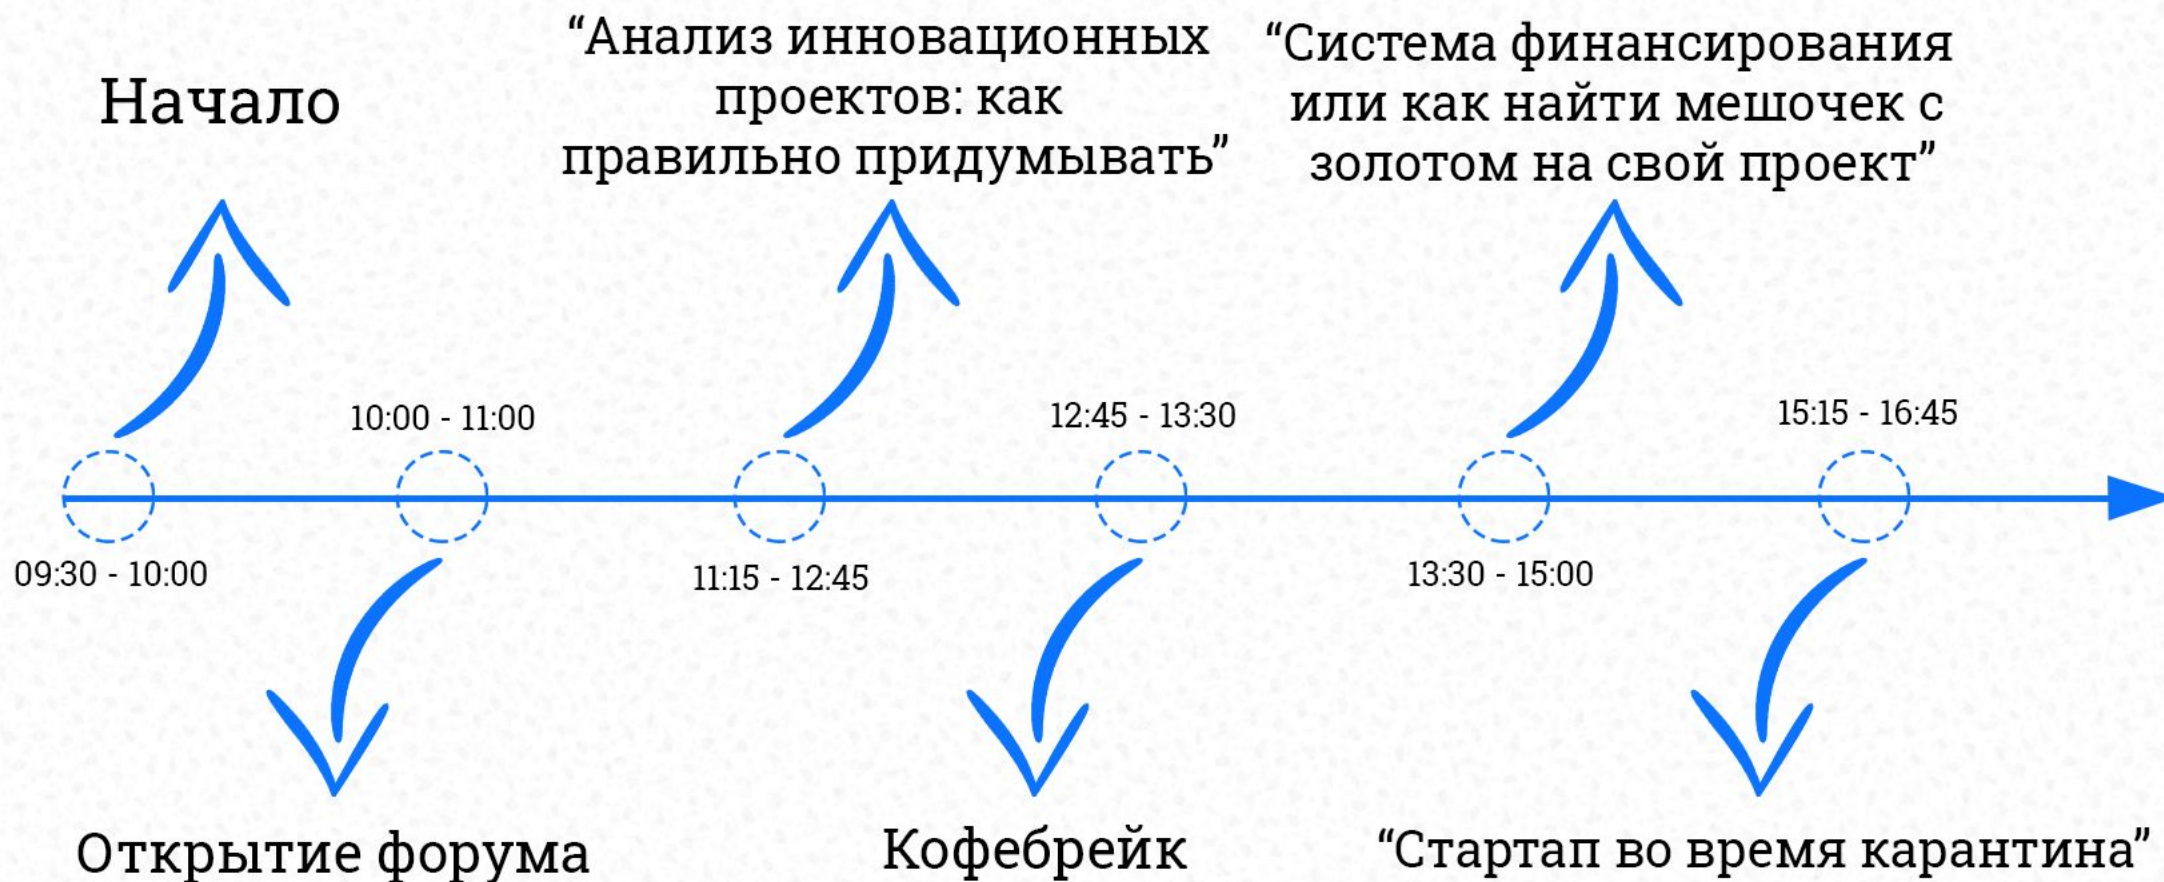 Начало
09:30 - 10:00
10:00 - 11:00
Открытие форума
“Анализ инновационных
проектов: как
правильно придумывать”
11:15 - 12:45
12:45 - 13:30
Кофебрейк
“Система финансирования
или как найти мешочек с
золотом на свой проект”
13:30 - 15:00
15:15 - 16:45
“Стартап во время карантина”